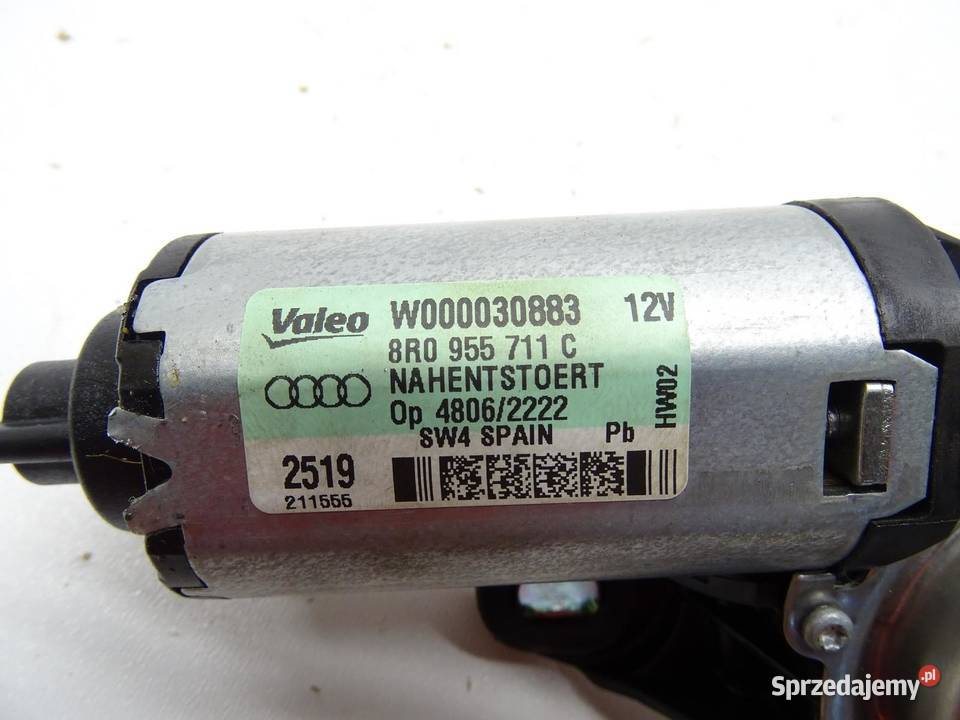 Valeo W000030883 12V
8R0 955 711 C
NAHENTSTOERT
Op 4806/2222
HW02
SW4 SPAIN Pb
2519
211555
Sprzedajemy.pl